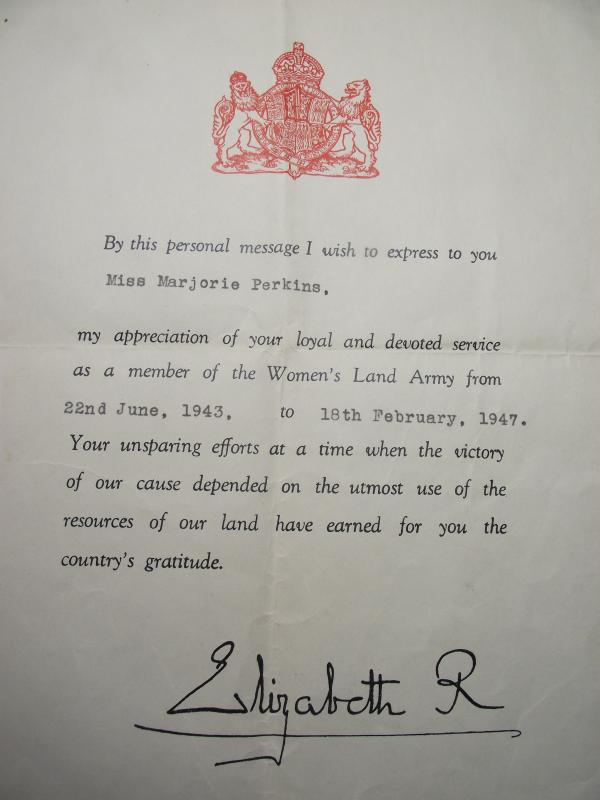 By this personal message I wish to express to you
Miss Marjorie Perkins,
my appreciation of your loyal and devoted service
as a member of the Women's Land Army from
22nd June, 1943, to 18th February, 1947.
Your unsparing efforts at a time when the victory
of our cause depended on the utmost use of the
resources of our land have earned for you the
country's gratitude.
Elizabeth R